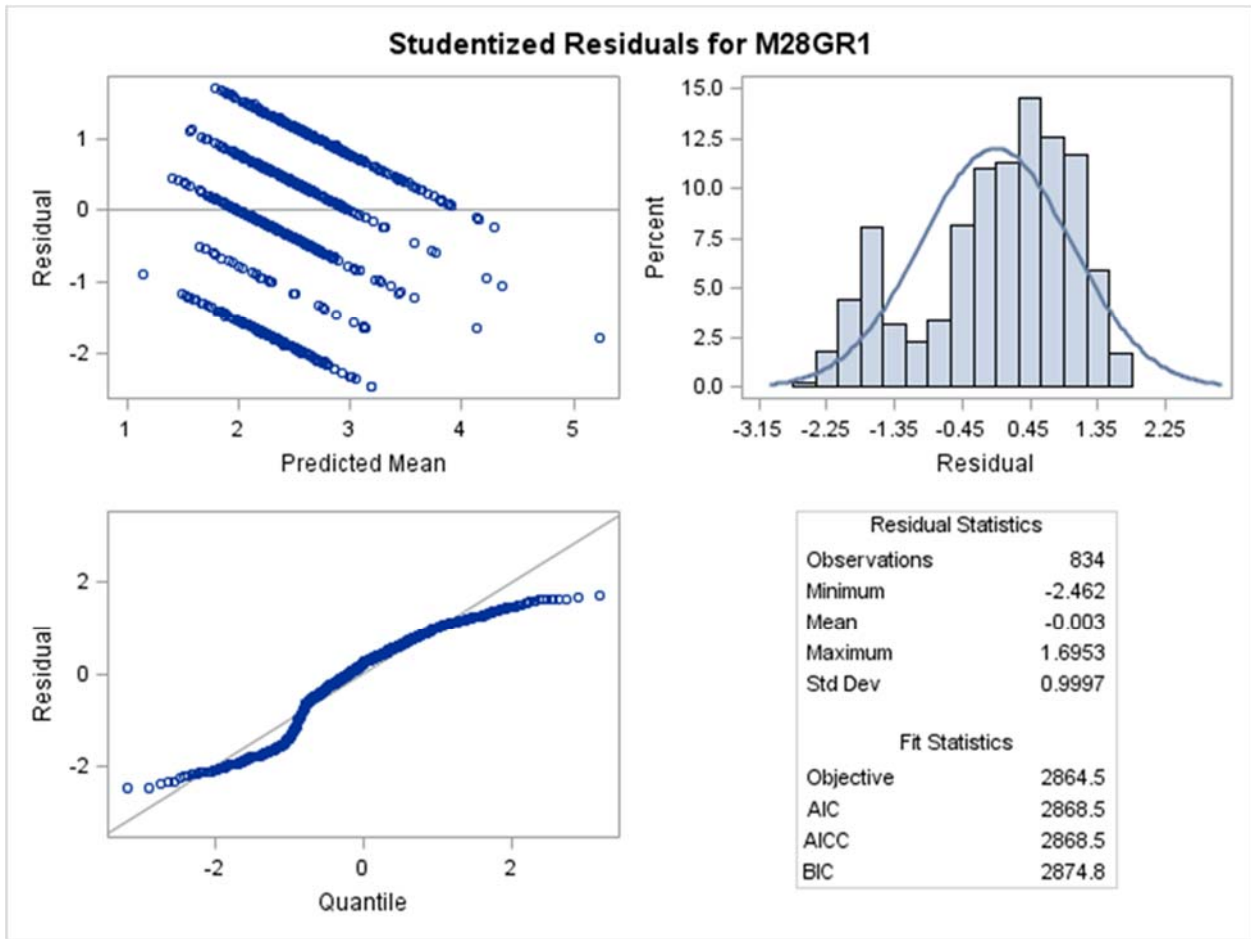 Studentized Residuals for M28GR1
Residual
1
0
-1
-2
1 2 3 4 5
Predicted Mean
Percent
15.0
12.5
10.0
7.5
5.0
2.5
0.0
-3.15 -2.25 -1.35 -0.45 0.45 1.35 2.25
Residual
Residual
2
0
-2
-2 0 2
Quantile
Residual Statistics
Observations 834
Minimum -2.462
Mean -0.003
Maximum 1.6953
Std Dev 0.9997
Fit Statistics
Objective 2864.5
AIC 2868.5
AICC 2868.5
BIC 2874.8